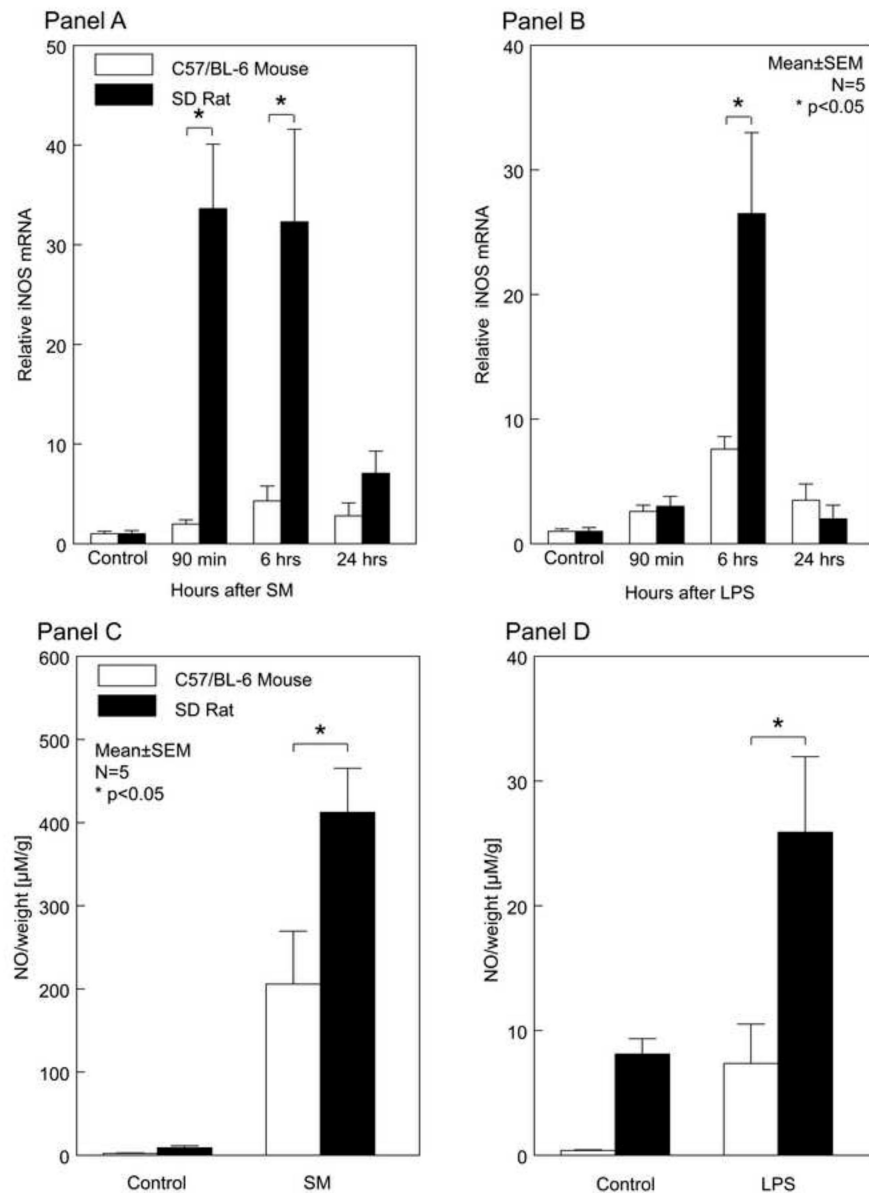 Panel A
50
40
30
20
10
0
Relative iNOS mRNA
C57/BL-6 Mouse
SD Rat
*
*
Control 90 min 6 hrs 24 hrs
Hours after SM
Panel B
40
30
20
10
0
Relative iNOS mRNA
Mean±SEM
N=5
* p<0.05
*
Control 90 min 6 hrs 24 hrs
Hours after LPS
Panel C
600
500
400
300
200
100
0
NO/weight [µM/g]
C57/BL-6 Mouse
SD Rat
Mean±SEM
N=5
* p<0.05
*
Control SM
Panel D
40
30
20
10
0
NO/weight [µM/g]
*
Control LPS